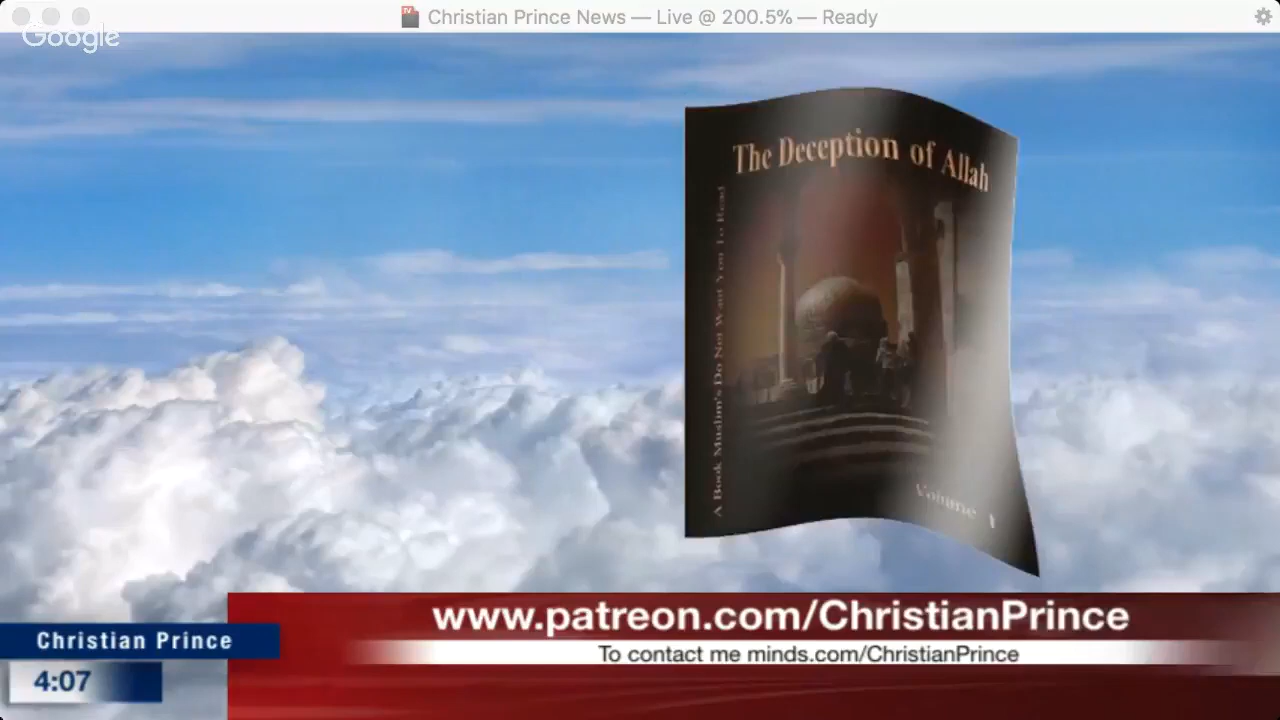 Christian Prince News — Live @ 200.5% — Ready
Google
The Deception of Allah
A Book Muslim's Do Not Want You To Read
Volume 1
www.patreon.com/ChristianPrince
To contact me minds.com/ChristianPrince
Christian Prince
4:07